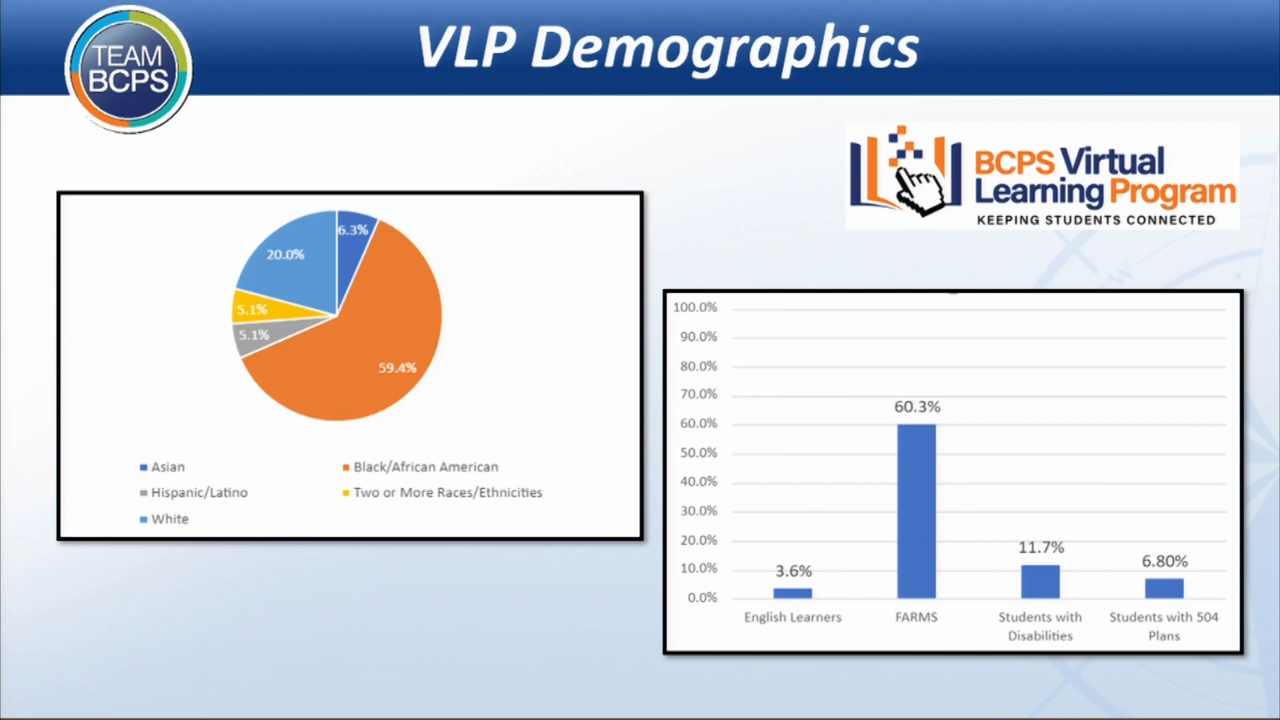 VLP Demographics
TEAM
BCPS
BCPS Virtual
Learning Program
KEEPING STUDENTS CONNECTED
6.3%
20.0%
5.1%
5.1%
59.4%
Asian
Black/African American
Hispanic/Latino
Two or More Races/Ethnicities
White
100.0%
90.0%
80.0%
70.0%
60.0%
50.0%
40.0%
30.0%
20.0%
10.0%
0.0%
3.6%
60.3%
11.7%
6.80%
English Learners
FARMS
Students with
Disabilities
Students with 504
Plans